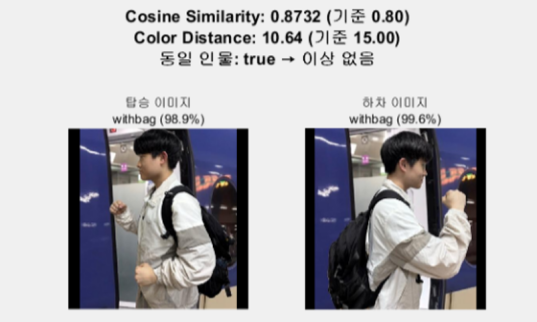 Cosine Similarity: 0.8732 (기준 0.80)
Color Distance: 10.64 (기준 15.00)
동일 인물: true → 이상 없음
탑승 이미지
withbag (98.9%)
하차 이미지
withbag (99.6%)